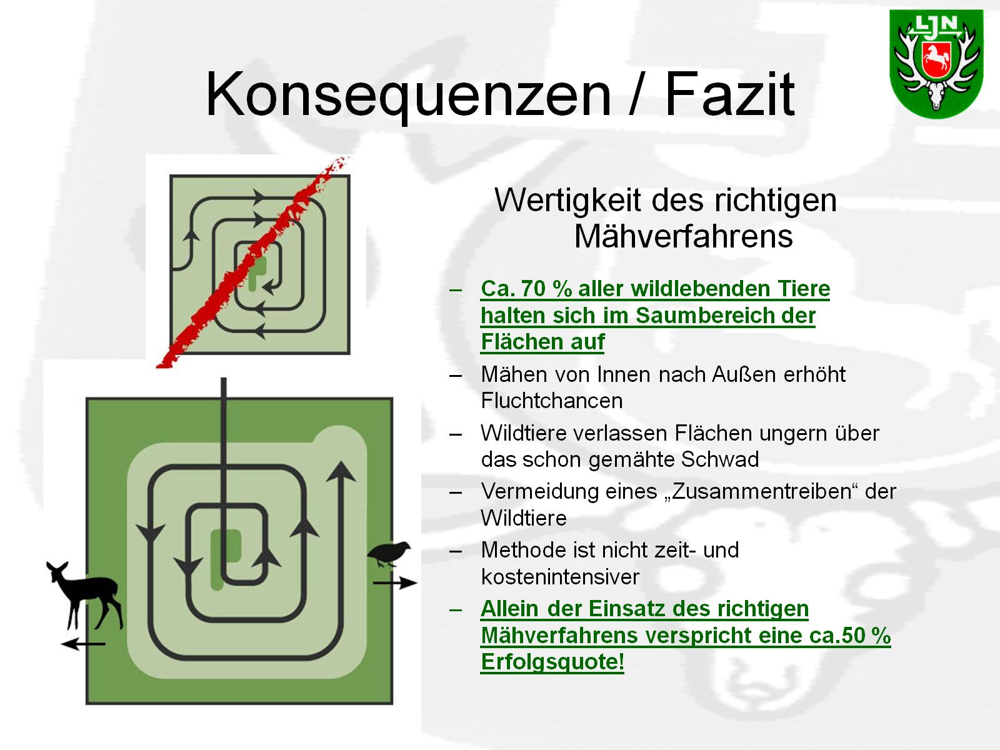 LJN
Konsequenzen / Fazit
Wertigkeit des richtigen
Mähverfahrens
– Ca. 70 % aller wildlebenden Tiere
halten sich im Saumbereich der
Flächen auf
– Mähen von Innen nach Außen erhöht
Fluchtchancen
– Wildtiere verlassen Flächen ungern über
das schon gemähte Schwad
– Vermeidung eines „Zusammentreiben“ der
Wildtiere
– Methode ist nicht zeit- und
kostenintensiver
– Allein der Einsatz des richtigen
Mähverfahrens verspricht eine ca.50 %
Erfolgsquote!